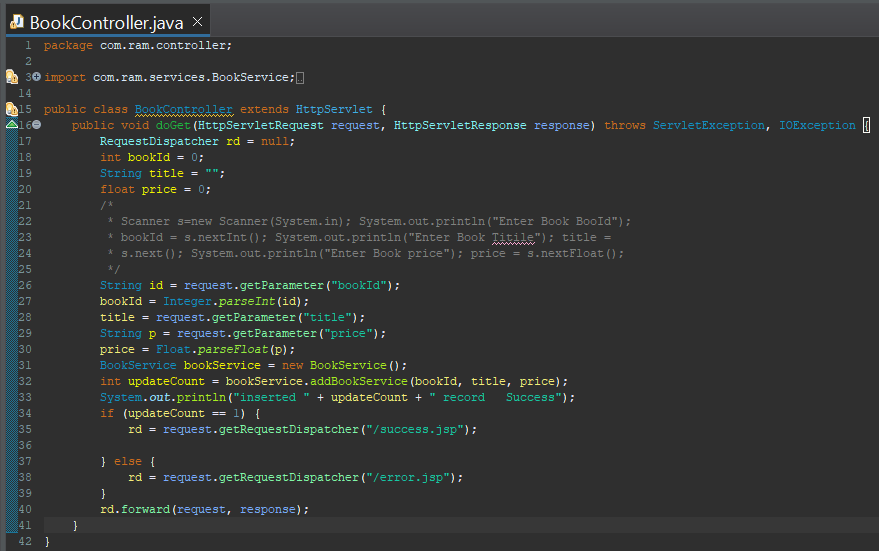 BookController.java
1 package com.ram.controller;
2
3 import com.ram.services.BookService;
14
15 public class BookController extends HttpServlet {
16 public void doGet(HttpServletRequest request, HttpServletResponse response) throws ServletException, IOException {
17 RequestDispatcher rd = null;
18 int bookId = 0;
19 String title = "";
20 float price = 0;
21 /*
22 * Scanner s=new Scanner(System.in); System.out.println("Enter Book BooId");
23 * bookId = s.nextInt(); System.out.println("Enter Book Titile"); title =
24 * s.next(); System.out.println("Enter Book price"); price = s.nextFloat();
25 */
26 String id = request.getParameter("bookId");
27 bookId = Integer.parseInt(id);
28 title = request.getParameter("title");
29 String p = request.getParameter("price");
30 price = Float.parseFloat(p);
31 BookService bookService = new BookService();
32 int updateCount = bookService.addBookService(bookId, title, price);
33 System.out.println("inserted " + updateCount + " record   Success");
34 if (updateCount == 1) {
35 rd = request.getRequestDispatcher("/success.jsp");
36
37 } else {
38 rd = request.getRequestDispatcher("/error.jsp");
39 }
40 rd.forward(request, response);
41 }
42 }